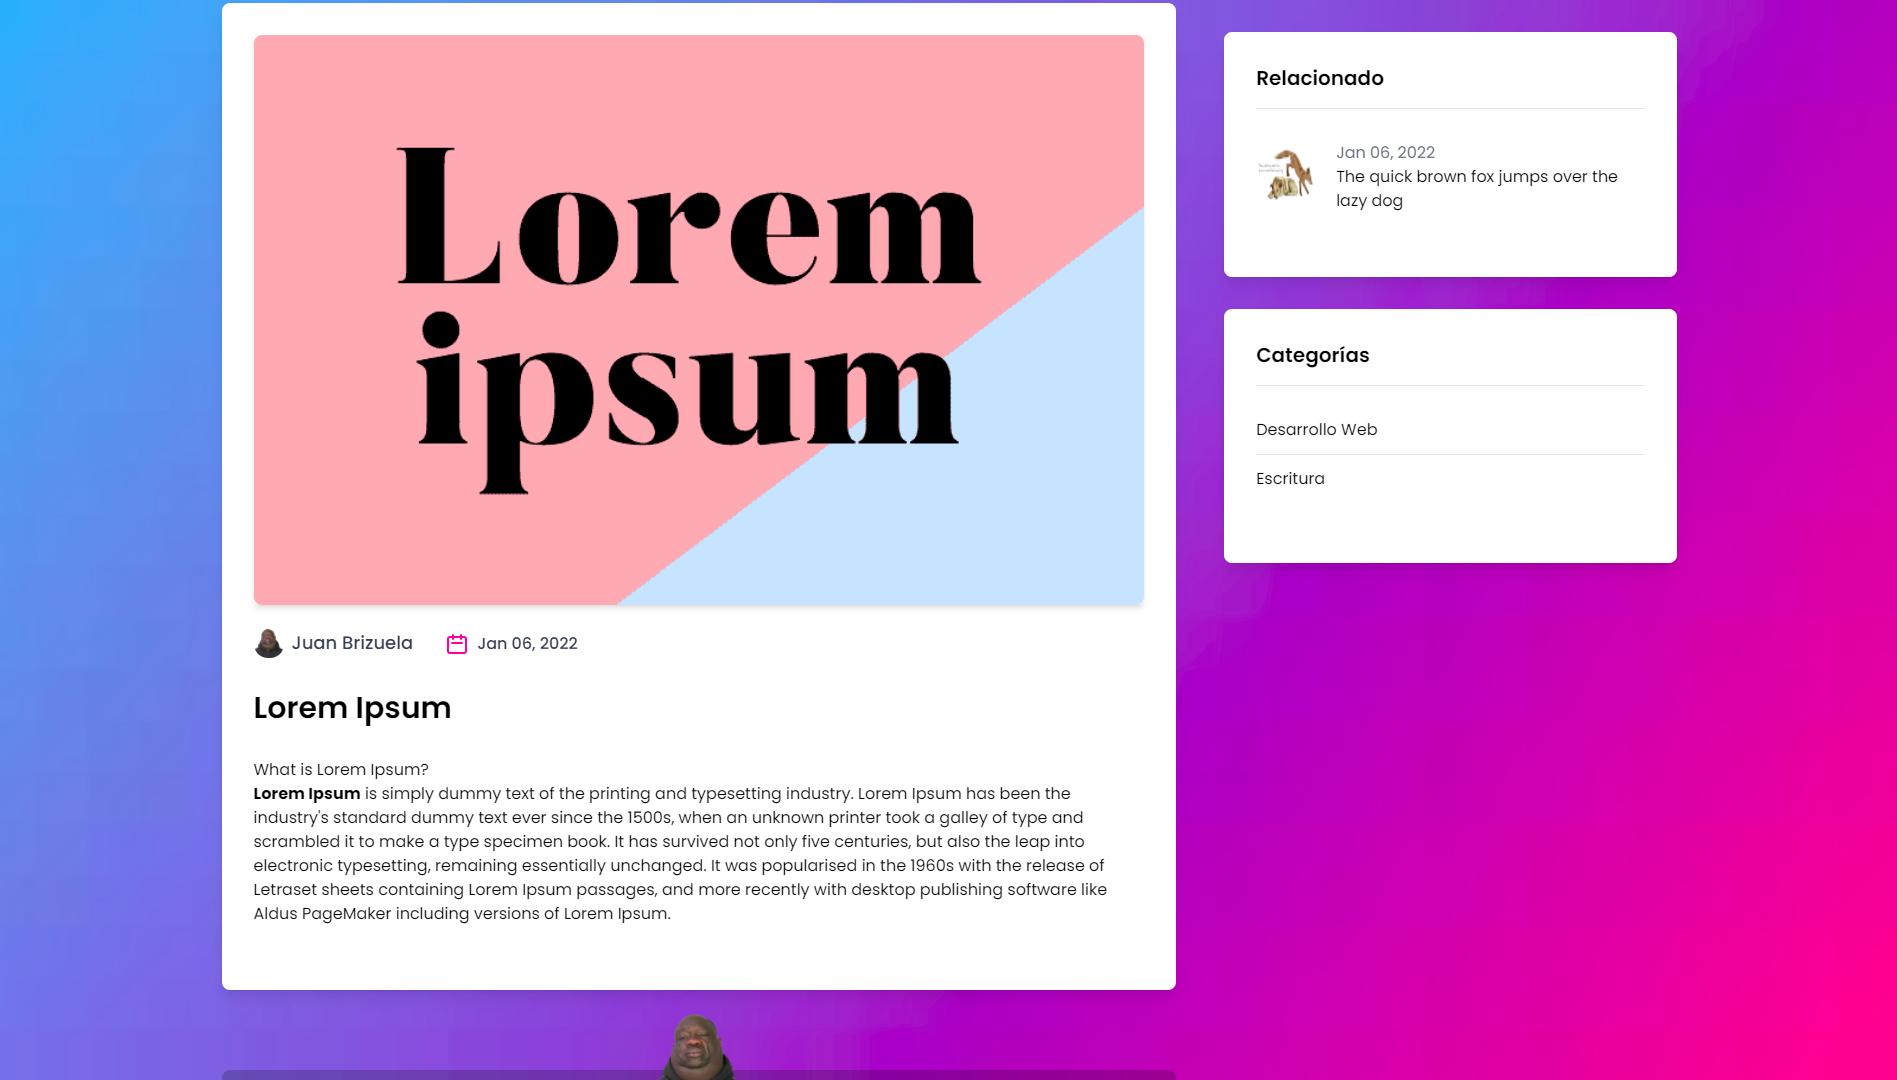 Lorem
ipsum
Juan Brizuela
Jan 06, 2022
Lorem Ipsum
What is Lorem Ipsum?
Lorem Ipsum is simply dummy text of the printing and typesetting industry. Lorem Ipsum has been the
industry's standard dummy text ever since the 1500s, when an unknown printer took a galley of type and
scrambled it to make a type specimen book. It has survived not only five centuries, but also the leap into
electronic typesetting, remaining essentially unchanged. It was popularised in the 1960s with the release of
Letraset sheets containing Lorem Ipsum passages, and more recently with desktop publishing software like
Aldus PageMaker including versions of Lorem Ipsum.
Relacionado
Jan 06, 2022
The quick brown fox jumps over the
lazy dog
Categorías
Desarrollo Web
Escritura